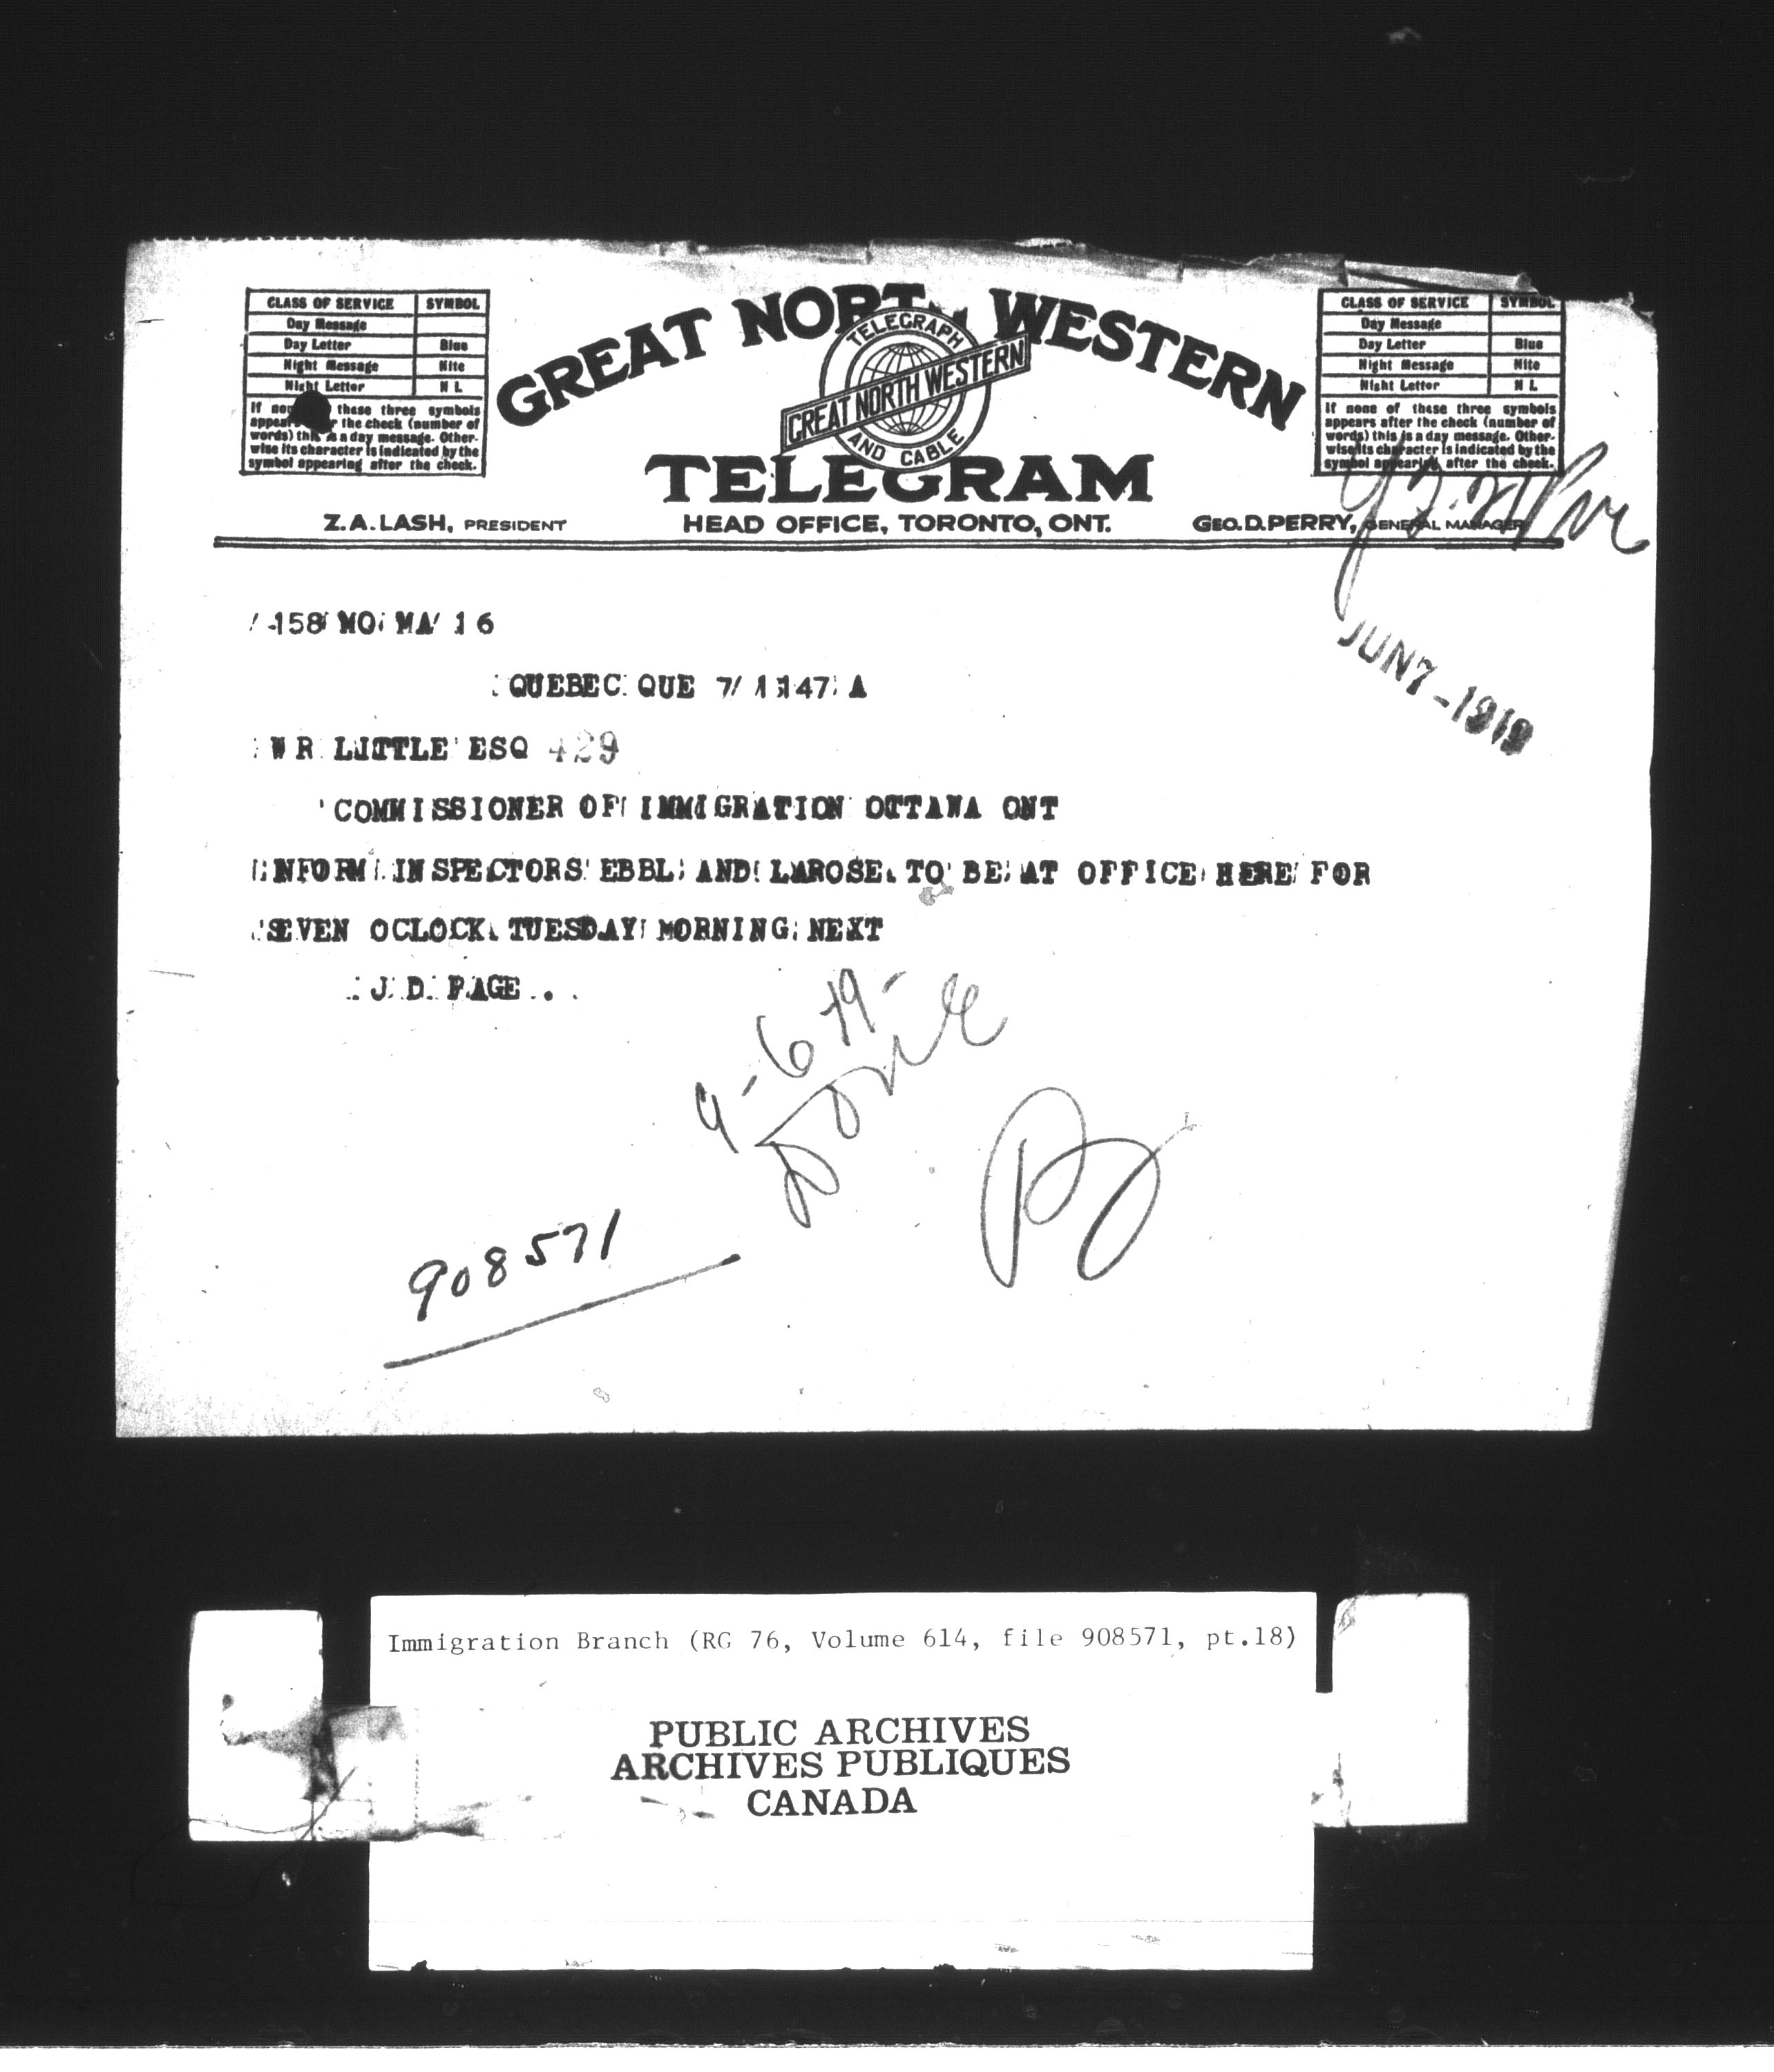 CLASS OF SERVICE SYMBOL
Day Message
Day Letter Blue
Night Message Nite
Night Letter N L
If no these three symbols
appear r the check (number of
words) this is a day message. Other-
wise its character is indicated by the
symbol appearing after the check.
GREAT NORTH WESTERN
TELEGRAPH
GREAT NORTH WESTERN
AND CABLE
TELEGRAM
CLASS OF SERVICE SYMBOL
Day Message
Day Letter Blue
Night Message Nite
Night Letter N L
If none of these three symbols
appears after the check (number of
words) this is a day message. Other-
wise its character is indicated by the
symbol appearing after the check.
Z.A. LASH, PRESIDENT
HEAD OFFICE, TORONTO, ONT.
GEO. D. PERRY, GENERAL MANAGER
JUN 7-1919
158 MO MA 16
QUEBEC QUE 7/ 1147 A
W R LITTLE ESQ 429
COMMISSIONER OF IMMIGRATION OTTAWA ONT
INFORM INSPECTORS EBBL AND LAROSE TO BE AT OFFICE HERE FOR
SEVEN OCLOCK TUESDAY MORNING NEXT
J D PAGE . .
9-6-19-
Done
908571
Immigration Branch (RG 76, Volume 614, file 908571, pt.18)
PUBLIC ARCHIVES
ARCHIVES PUBLIQUES
CANADA